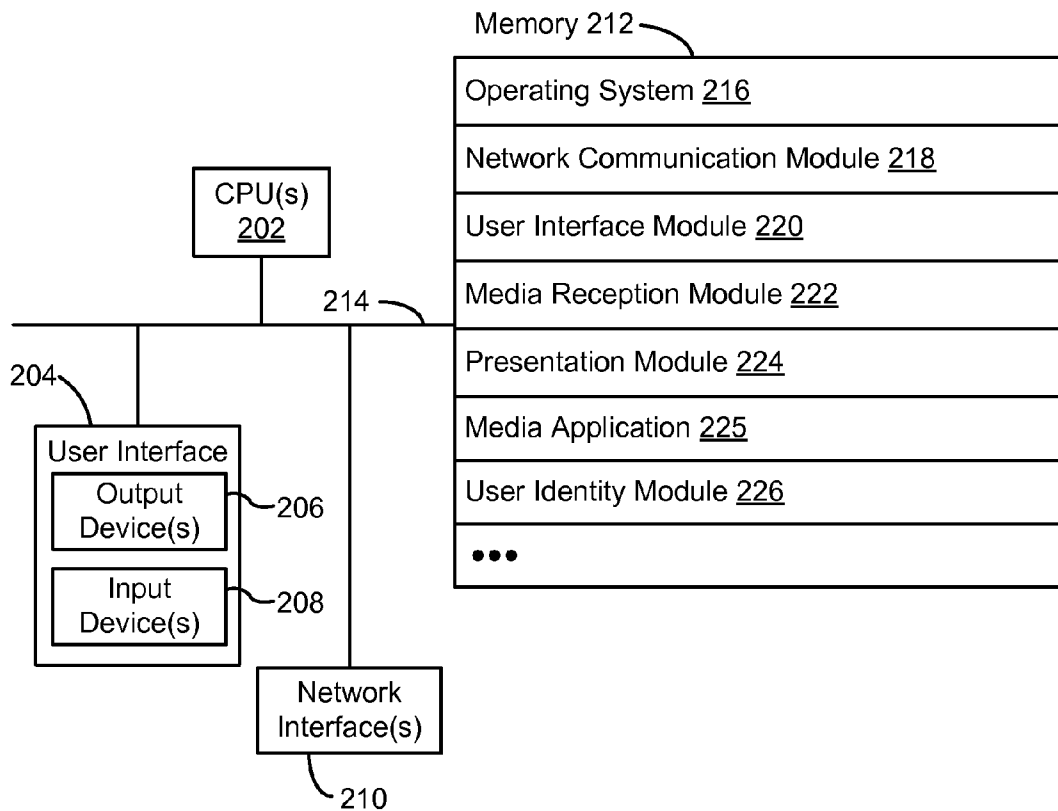 Memory 212
Operating System 216
Network Communication Module 218
CPU(s)
202
User Interface Module 220
Media Reception Module 222
214
Presentation Module 224
204
Media Application 225
User Interface
User Identity Module 226
Output
Device(s)
206
•••
Input
Device(s)
208
Network
Interface(s)
210